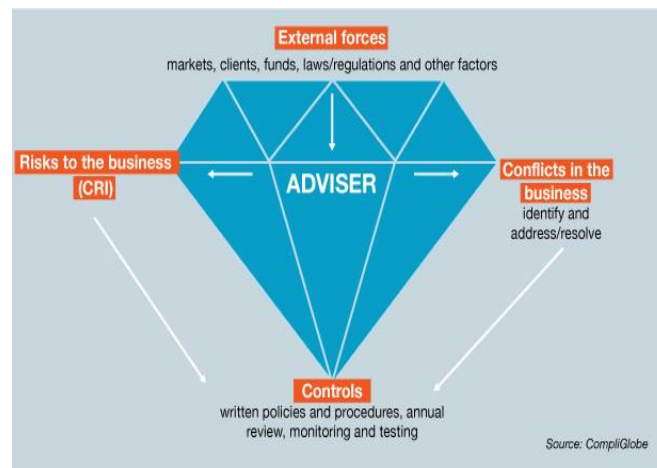 External forces
markets, clients, funds, laws/regulations and other factors
Risks to the business
(CRI)
ADVISER
Conflicts in the
business
identify and
address/resolve
Controls
written policies and procedures, annual
review, monitoring and testing
Source: CompliGlobe